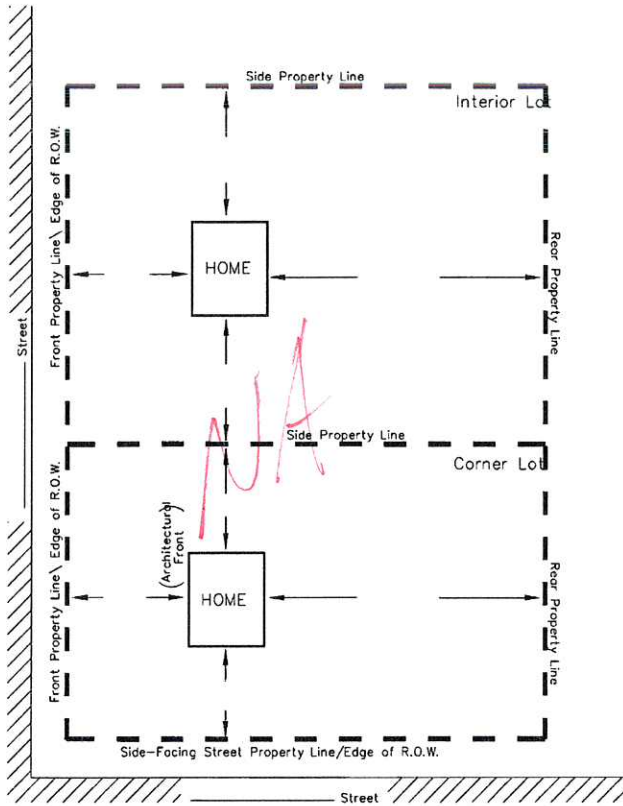 Side Property Line
Interior Lot
Front Property Line\ Edge of R.O.W.
HOME
Rear Property Line
Street
N/A
Side Property Line
Corner Lot
Front Property Line\ Edge of R.O.W.
(Architectural
Front)
HOME
Rear Property Line
Side-Facing Street Property Line/Edge of R.O.W.
Street